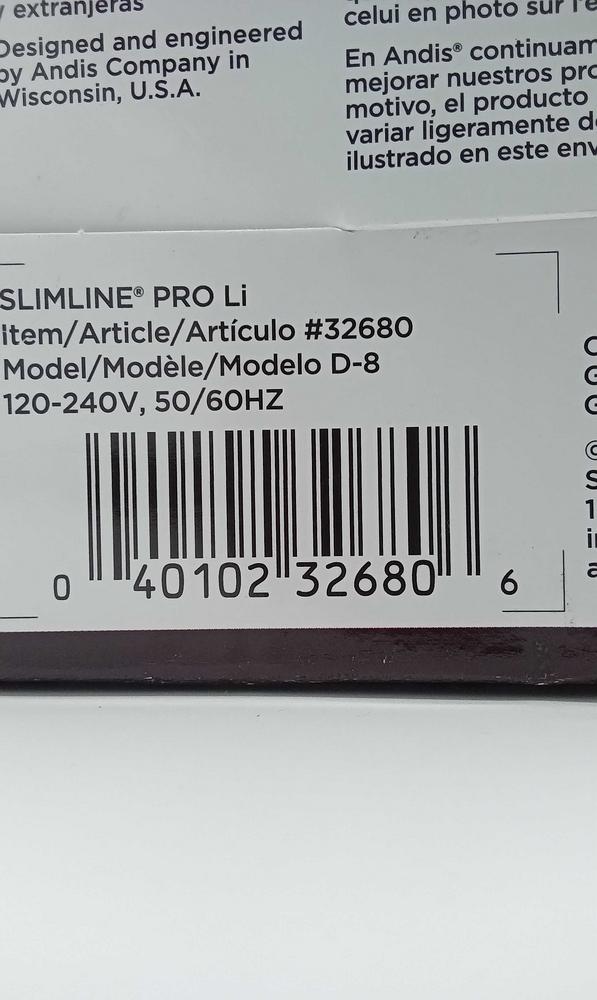 y extranjeras
Designed and engineered
by Andis Company in
Wisconsin, U.S.A.
celui en photo sur l'e
En Andis® continuam
mejorar nuestros pro
motivo, el producto
variar ligeramente d
ilustrado en este env
SLIMLINE® PRO Li
Item/Article/Artículo #32680
Model/Modèle/Modelo D-8
120-240V, 50/60HZ
0 40102 32680 6